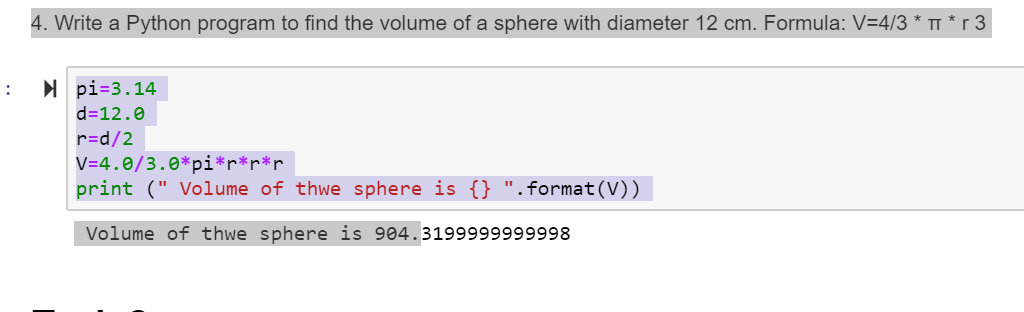 4. Write a Python program to find the volume of a sphere with diameter 12 cm. Formula: V=4/3 * π * r 3
:
pi=3.14
d=12.0
r=d/2
V=4.0/3.0*pi*r*r*r
print (" Volume of thwe sphere is {} ".format(V))
Volume of thwe sphere is 904.3199999999998